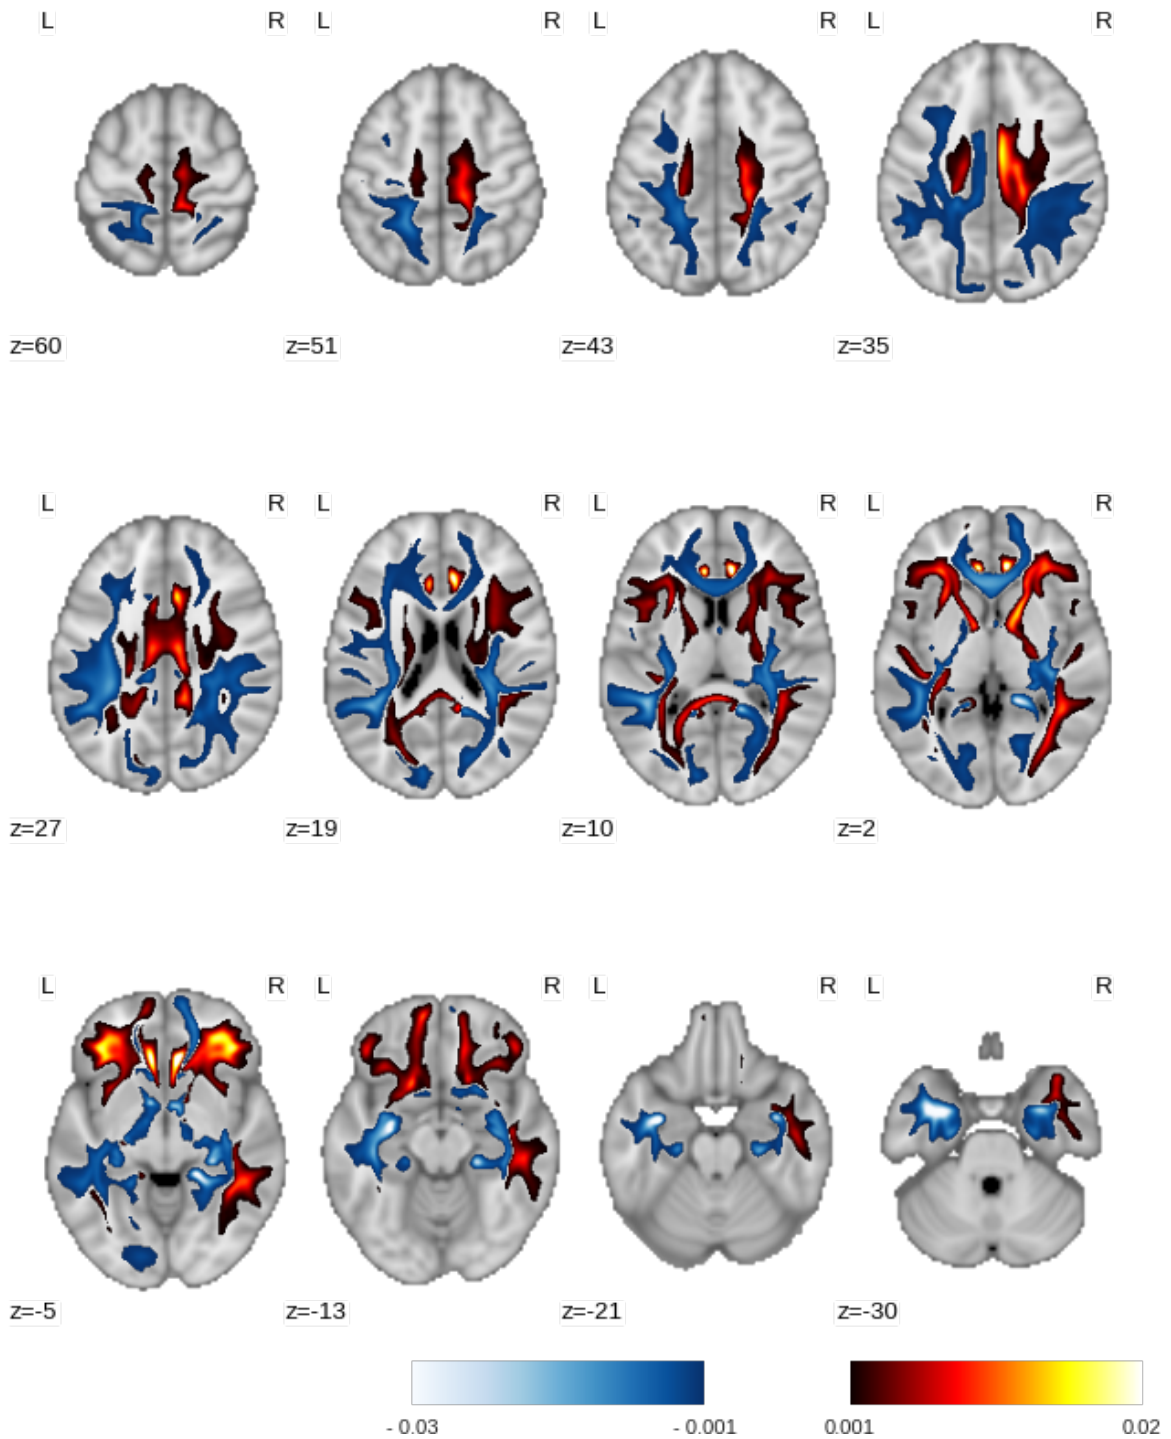 L R L R L R L R
z=60 z=51 z=43 z=35
L R L R L R L R
z=27 z=19 z=10 z=2
L R L R L R L R
z=-5 z=-13 z=-21 z=-30
- 0.03 - 0.001 0.001 0.02